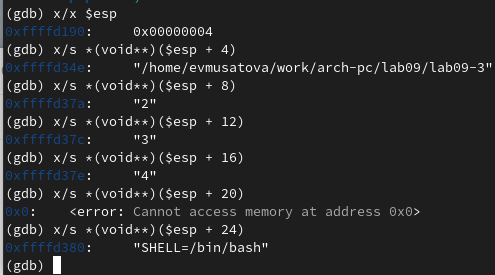 (gdb) x/x $esp
0xffffd190:     0x00000004
(gdb) x/s *(void**)($esp + 4)
0xffffd34e:     "/home/evmusatova/work/arch-pc/lab09/lab09-3"
(gdb) x/s *(void**)($esp + 8)
0xffffd37a:     "2"
(gdb) x/s *(void**)($esp + 12)
0xffffd37c:     "3"
(gdb) x/s *(void**)($esp + 16)
0xffffd37e:     "4"
(gdb) x/s *(void**)($esp + 20)
0x0:    <error: Cannot access memory at address 0x0>
(gdb) x/s *(void**)($esp + 24)
0xffffd380:     "SHELL=/bin/bash"
(gdb)